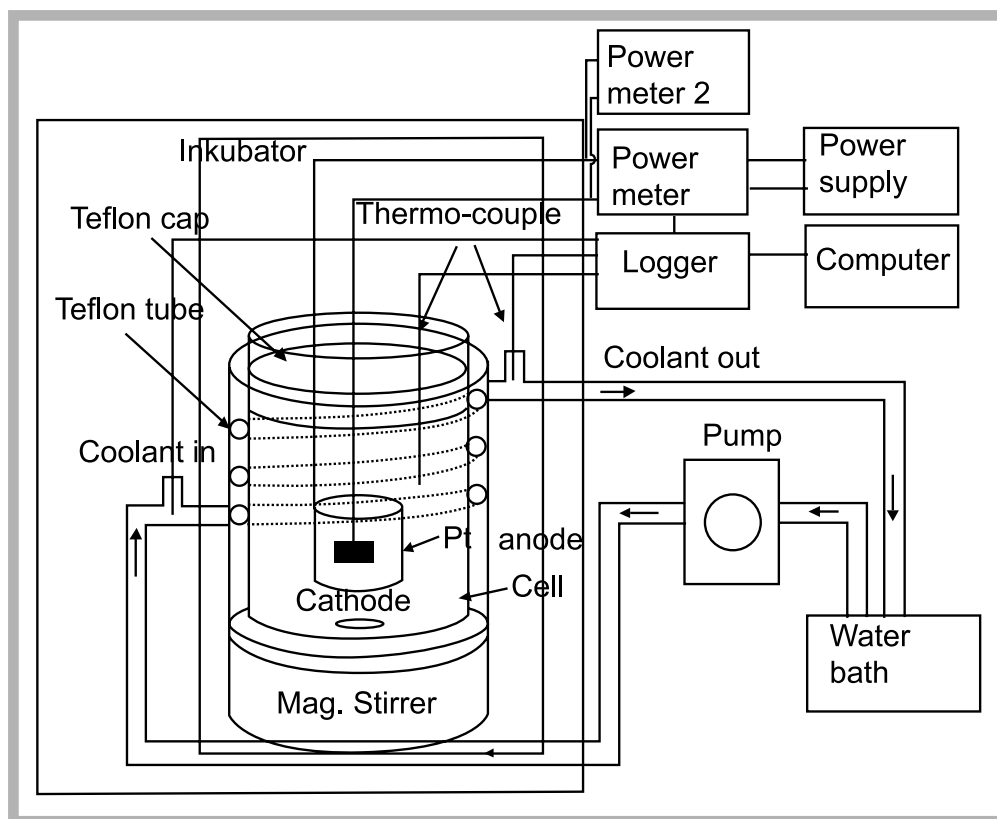 Power
meter 2
Inkubator
Power
meter
Power
supply
Teflon cap
Thermo-couple
Logger
Computer
Teflon tube
Coolant out
Coolant in
Pump
Pt anode
Cell
Cathode
Water
bath
Mag. Stirrer